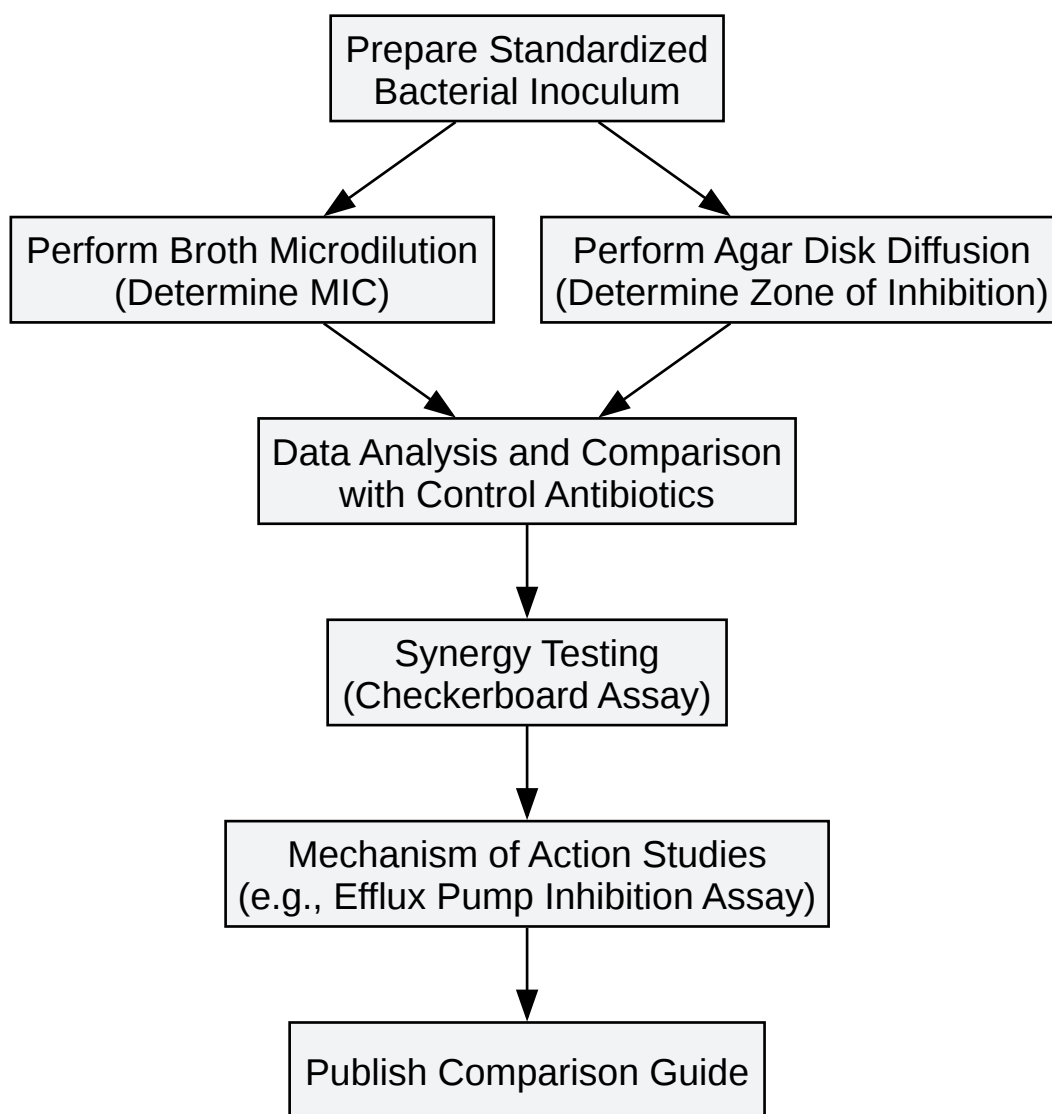 Prepare Standardized
Bacterial Inoculum
Perform Broth Microdilution
(Determine MIC)
Perform Agar Disk Diffusion
(Determine Zone of Inhibition)
Data Analysis and Comparison
with Control Antibiotics
Synergy Testing
(Checkerboard Assay)
Mechanism of Action Studies
(e.g., Efflux Pump Inhibition Assay)
Publish Comparison Guide